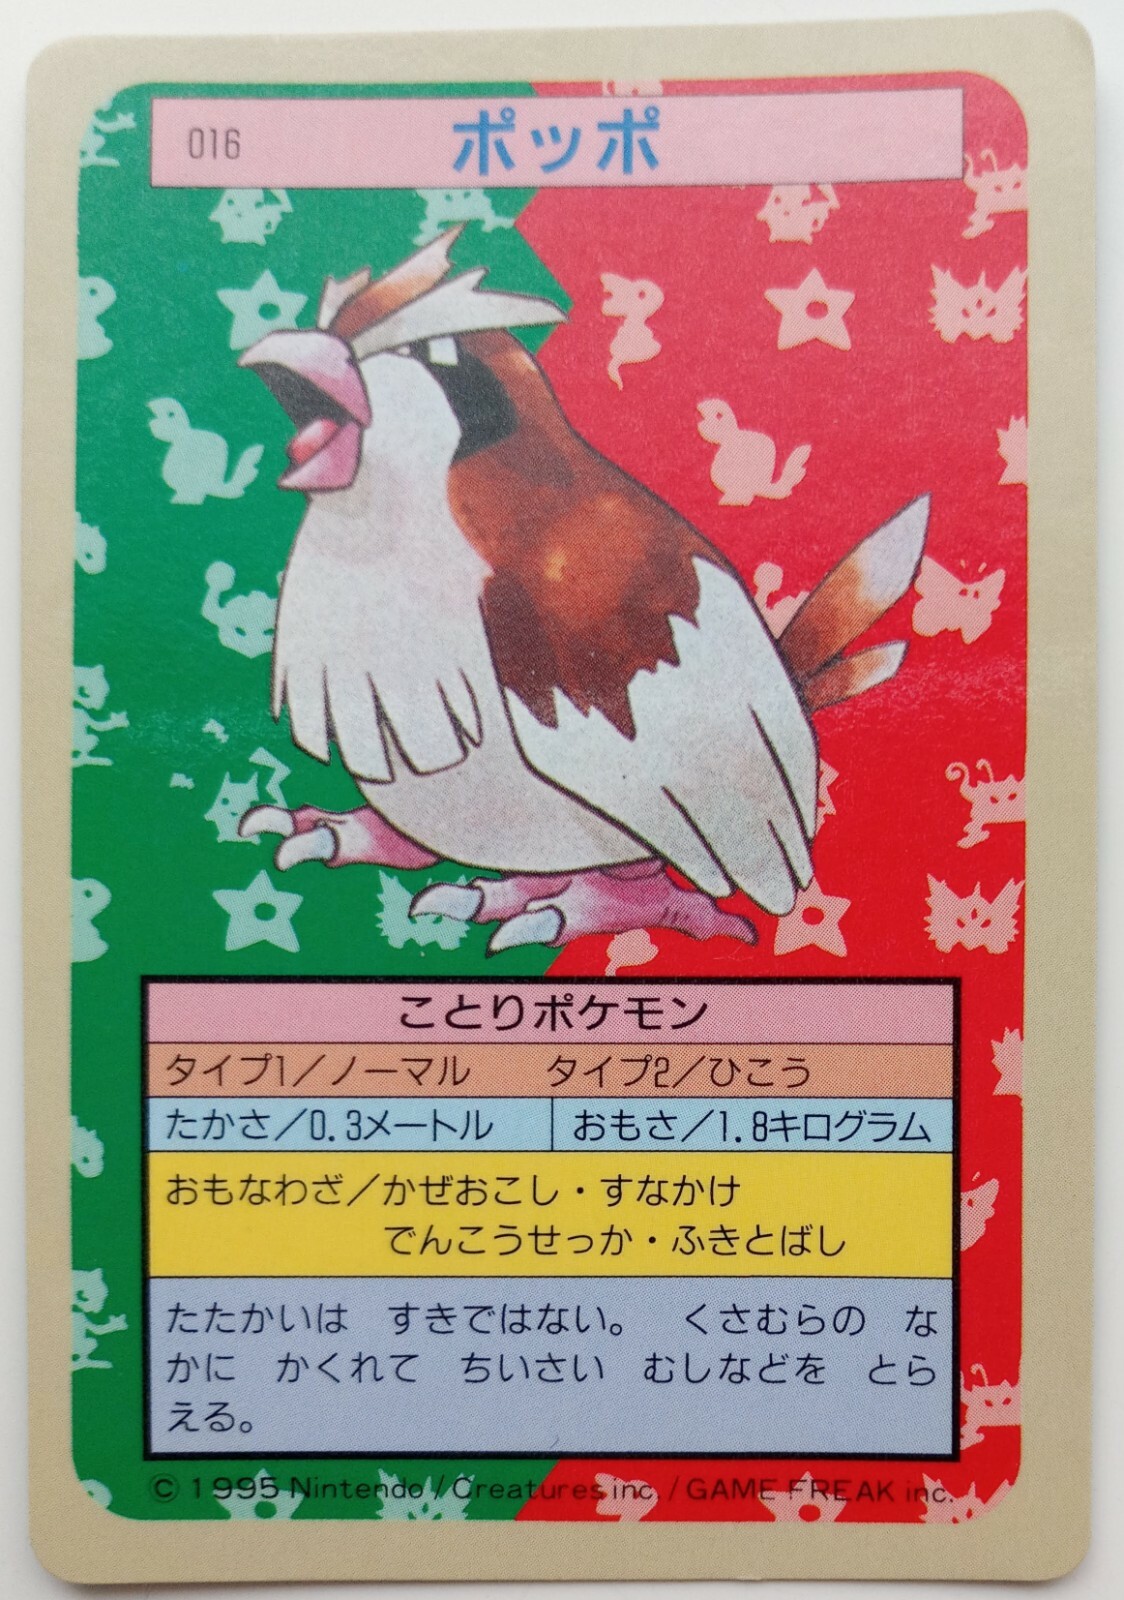 016 ポッポ
ことりポケモン
タイプ1／ノーマル　タイプ2／ひこう
たかさ／0.3メートル　おもさ／1.8キログラム
おもなわざ／かぜおこし・すなかけ
でんこうせっか・ふきとばし
たたかいは　すきではない。　くさむらの　な
かに　かくれて　ちいさい　むしなどを　とら
える。
© 1995 Nintendo / Creatures inc. / GAME FREAK inc.